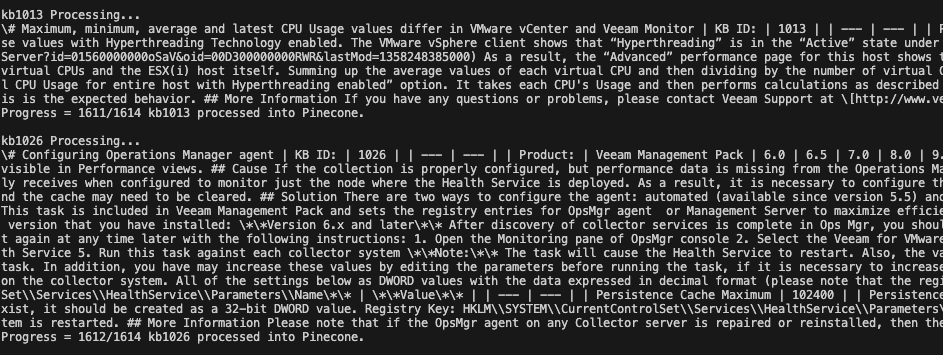 kb1013 Processing...
\# Maximum, minimum, average and latest CPU Usage values differ in VMware vCenter and Veeam Monitor | KB ID: | 1013 | | --- | --- | | P
se values with Hyperthreading Technology enabled. The VMware vSphere client shows that “Hyperthreading” is in the “Active” state under
Server?id=01560000000oSaV&oid=00D300000000RWR&lastMod=1358248385000) As a result, the “Advanced” performance page for this host shows t
virtual CPUs and the ESX(i) host itself. Summing up the average values of each virtual CPU and then dividing by the number of virtual C
l CPU Usage for entire host with Hyperthreading enabled” option. It takes each CPU's Usage and then performs calculations as described
is is the expected behavior. ## More Information If you have any questions or problems, please contact Veeam Support at \[http://www.ve
Progress = 1611/1614 kb1013 processed into Pinecone.
kb1026 Processing...
\# Configuring Operations Manager agent | KB ID: | 1026 | | --- | --- | | Product: | Veeam Management Pack | 6.0 | 6.5 | 7.0 | 8.0 | 9.
visible in Performance views. ## Cause If the collection is properly configured, but performance data is missing from the Operations Ma
ly receives when configured to monitor just the node where the Health Service is deployed. As a result, it is necessary to configure th
nd the cache may need to be cleared. ## Solution There are two ways to configure the agent: automated (available since version 5.5) and
This task is included in Veeam Management Pack and sets the registry entries for OpsMgr agent  or Management Server to maximize efficie
version that you have installed: \*\*Version 6.x and later\*\* After discovery of collector services is complete in Ops Mgr, you shoul
t again at any time later with the following instructions: 1. Open the Monitoring pane of OpsMgr console 2. Select the Veeam for VMware
th Service 5. Run this task against each collector system \*\*Note:\*\* The task will cause the Health Service to restart. Also, the va
task. In addition, you have may increase these values by editing the parameters before running the task, if it is necessary to increas
on the collector system. All of the settings below as DWORD values with the data expressed in decimal format (please note that the regi
Set\\Services\\HealthService\\Parameters\\Name\*\* | \*\*Value\*\* | | --- | --- | | Persistence Cache Maximum | 102400 | | Persistenc
xist, it should be created as a 32-bit DWORD value. Registry Key: HKLM\\SYSTEM\\CurrentControlSet\\Services\\HealthService\\Parameters\
tem is restarted. ## More Information Please note that if the OpsMgr agent on any Collector server is repaired or reinstalled, then the
Progress = 1612/1614 kb1026 processed into Pinecone.